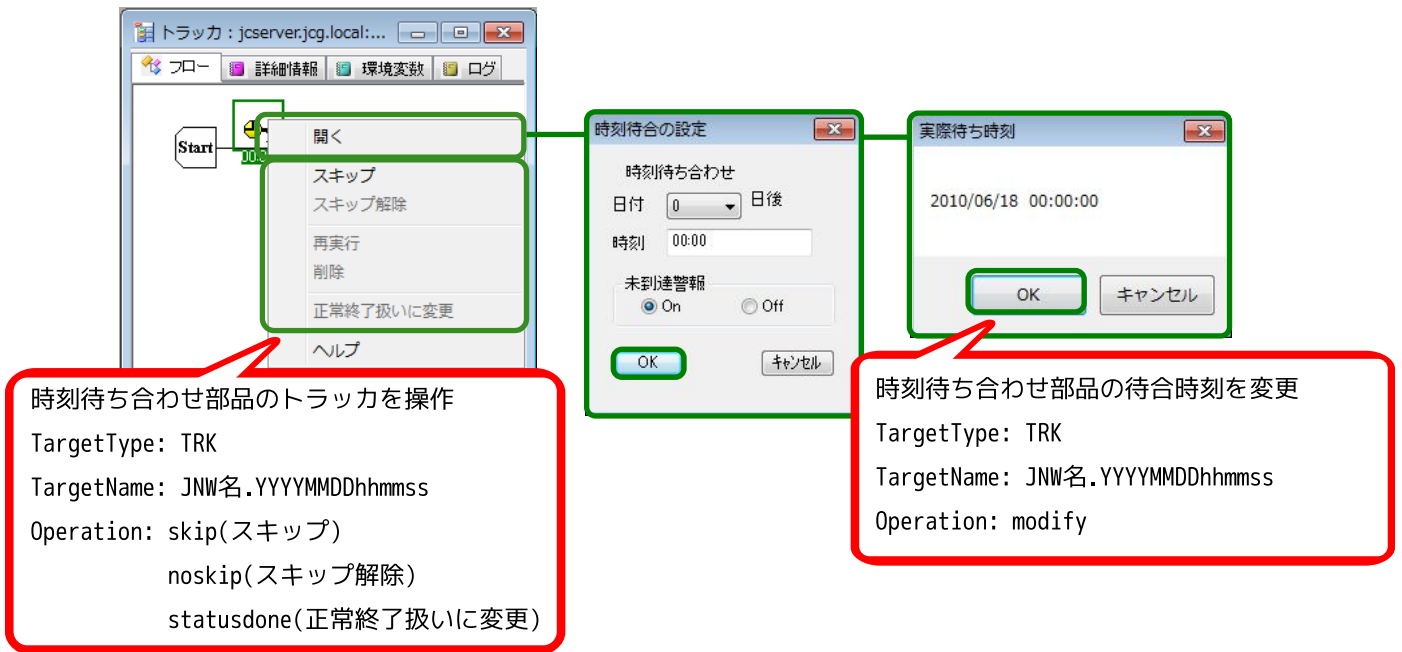 トラッカ : jcserver.jcg.local:...
フロー 詳細情報 環境変数 ログ
Start
開く
スキップ
スキップ解除
再実行
削除
正常終了扱いに変更
ヘルプ
時刻待合の設定
時刻待ち合わせ
日付 0 日後
時刻 00:00
未到達警報
On Off
OK キャンセル
実際待ち時刻
2010/06/18 00:00:00
OK キャンセル
時刻待ち合わせ部品のトラッカを操作
TargetType: TRK
TargetName: JNW名.YYYYMMDDhhmmss
Operation: skip(スキップ)
noskip(スキップ解除)
statusdone(正常終了扱いに変更)
時刻待ち合わせ部品の待合時刻を変更
TargetType: TRK
TargetName: JNW名.YYYYMMDDhhmmss
Operation: modify